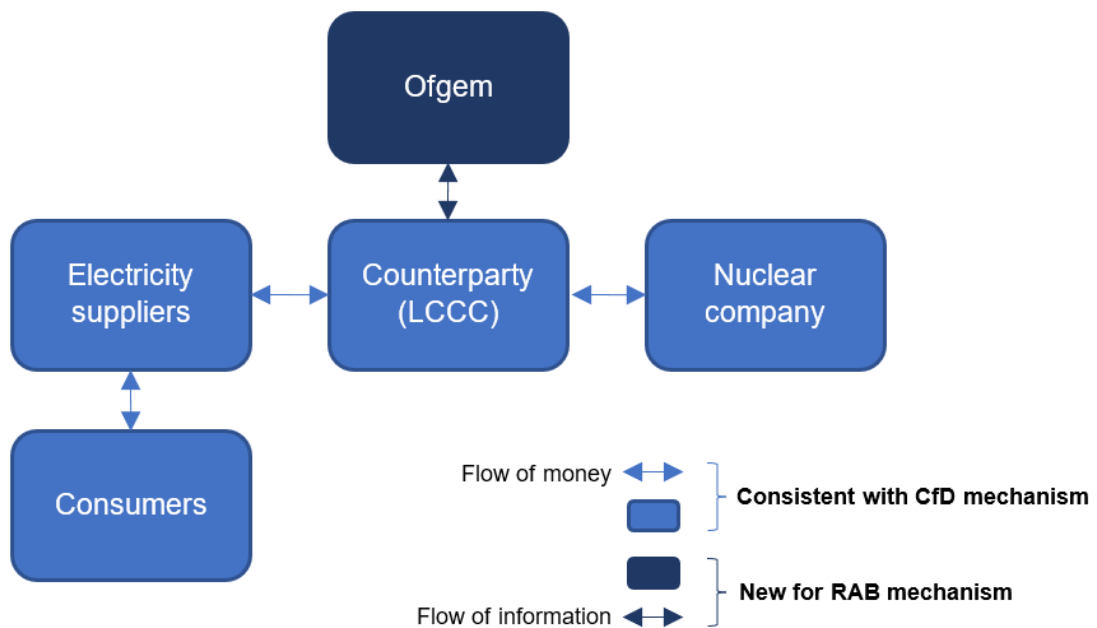 Ofgem
Electricity
suppliers
Counterparty
(LCCC)
Nuclear
company
Consumers
Flow of money
Consistent with CfD mechanism
New for RAB mechanism
Flow of information